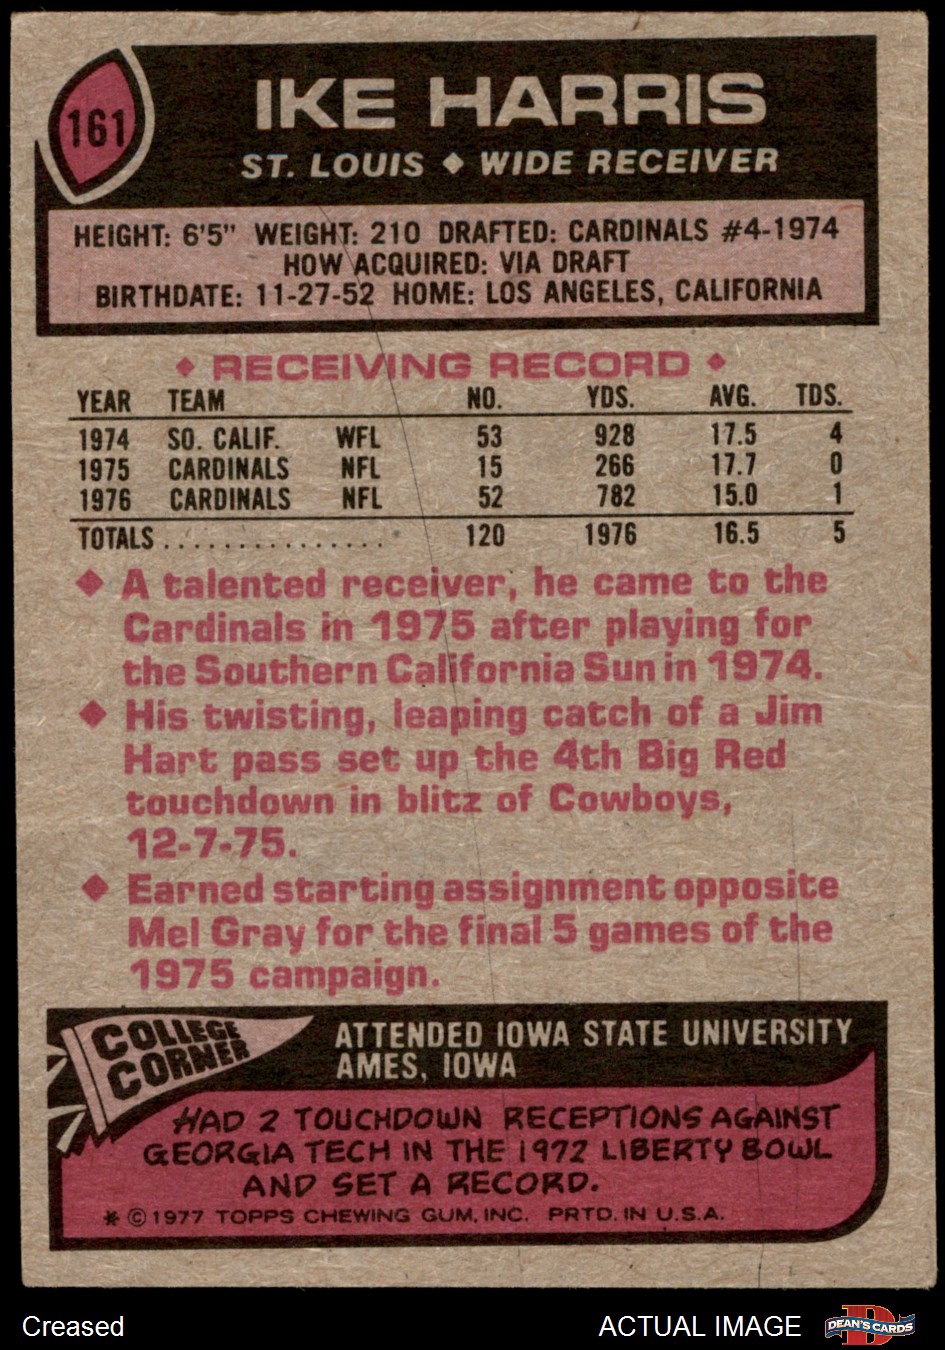 161
IKE HARRIS
ST. LOUIS ◆ WIDE RECEIVER
HEIGHT: 6'5" WEIGHT: 210 DRAFTED: CARDINALS #4-1974
HOW ACQUIRED: VIA DRAFT
BIRTHDATE: 11-27-52 HOME: LOS ANGELES, CALIFORNIA
◆ RECEIVING RECORD ◆
YEAR TEAM NO. YDS. AVG. TDS.
1974 SO. CALIF. WFL 53 928 17.5 4
1975 CARDINALS NFL 15 266 17.7 0
1976 CARDINALS NFL 52 782 15.0 1
TOTALS . . . . . . . . . . . . . . . 120 1976 16.5 5
◆ A talented receiver, he came to the
Cardinals in 1975 after playing for
the Southern California Sun in 1974.
◆ His twisting, leaping catch of a Jim
Hart pass set up the 4th Big Red
touchdown in blitz of Cowboys,
12-7-75.
◆ Earned starting assignment opposite
Mel Gray for the final 5 games of the
1975 campaign.
COLLEGE
CORNER
ATTENDED IOWA STATE UNIVERSITY
AMES, IOWA
HAD 2 TOUCHDOWN RECEPTIONS AGAINST
GEORGIA TECH IN THE 1972 LIBERTY BOWL
AND SET A RECORD.
* © 1977 TOPPS CHEWING GUM, INC. PRTD. IN U.S.A.
Creased
ACTUAL IMAGE
D
DEAN'S CARDS